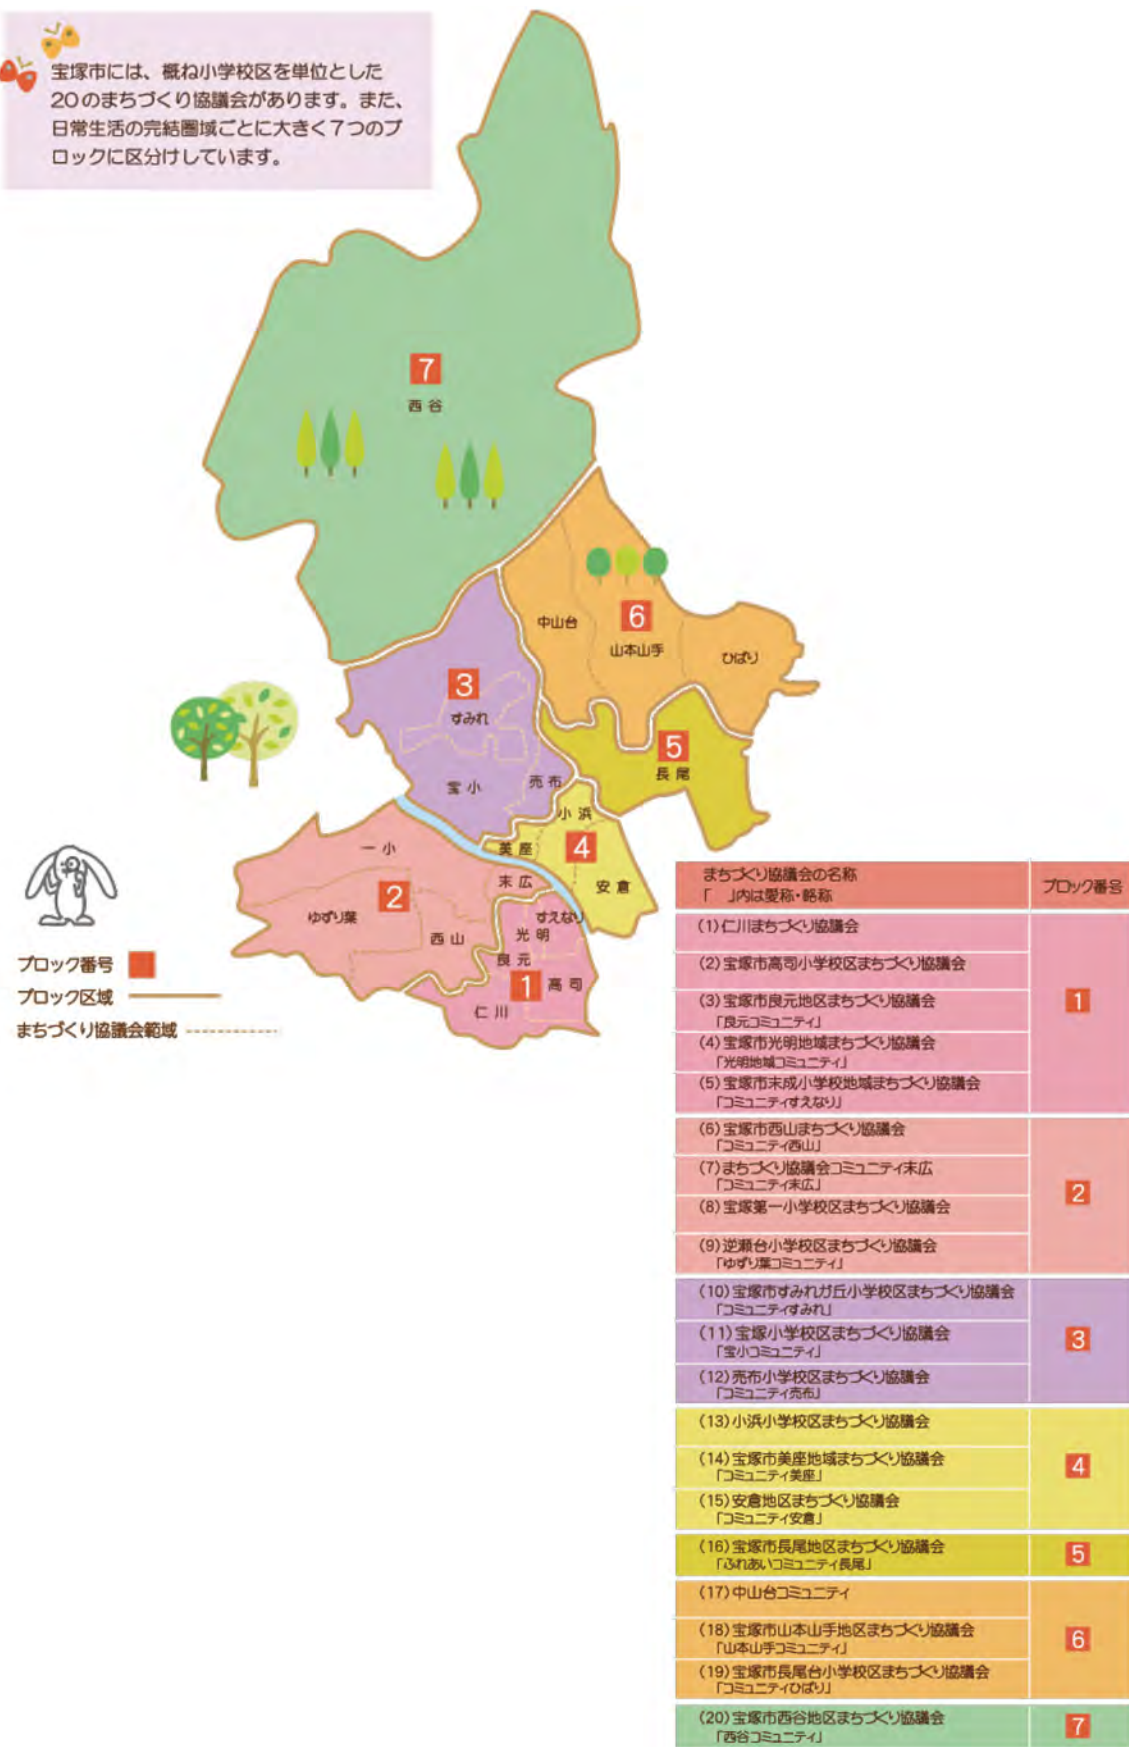 宝塚市には、概ね小学校区を単位とした
20のまちづくり協議会があります。また、
日常生活の完結圏域ごとに大きく7つのブ
ロックに区分けしています。
7
西谷
中山台
6
山本山手
ひばり
3
すみれ
宝小
売布
5
長尾
小浜
美座
4
安倉
一小
2
ゆずり葉
西山
末広
すえなり
光明
良元
1
高司
仁川
ブロック番号
ブロック区域
まちづくり協議会範域
まちづくり協議会の名称
「　」内は愛称・略称
ブロック番号
(1)仁川まちづくり協議会
(2)宝塚市高司小学校区まちづくり協議会
(3)宝塚市良元地区まちづくり協議会
「良元コミュニティ」
(4)宝塚市光明地域まちづくり協議会
「光明地域コミュニティ」
(5)宝塚市末成小学校地域まちづくり協議会
「コミュニティすえなり」
1
(6)宝塚市西山まちづくり協議会
「コミュニティ西山」
(7)まちづくり協議会コミュニティ末広
「コミュニティ末広」
(8)宝塚第一小学校区まちづくり協議会
(9)逆瀬台小学校区まちづくり協議会
「ゆずり葉コミュニティ」
2
(10)宝塚市すみれガ丘小学校区まちづくり協議会
「コミュニティすみれ」
(11)宝塚小学校区まちづくり協議会
「宝小コミュニティ」
(12)売布小学校区まちづくり協議会
「コミュニティ売布」
3
(13)小浜小学校区まちづくり協議会
(14)宝塚市美座地域まちづくり協議会
「コミュニティ美座」
(15)安倉地区まちづくり協議会
「コミュニティ安倉」
4
(16)宝塚市長尾地区まちづくり協議会
「ふれあいコミュニティ長尾」
5
(17)中山台コミュニティ
(18)宝塚市山本山手地区まちづくり協議会
「山本山手コミュニティ」
(19)宝塚市長尾台小学校区まちづくり協議会
「コミュニティひばり」
6
(20)宝塚市西谷地区まちづくり協議会
「西谷コミュニティ」
7